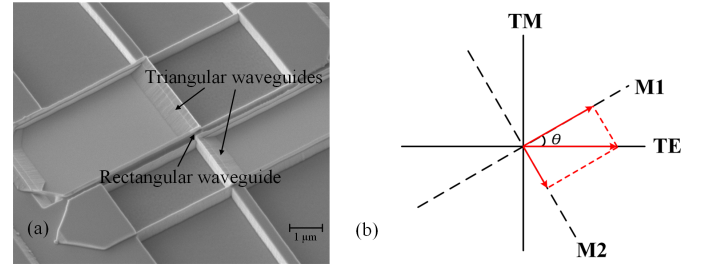 Triangular waveguides
Rectangular waveguide
(a)
1 μm
TM
M1
θ
TE
(b)
M2